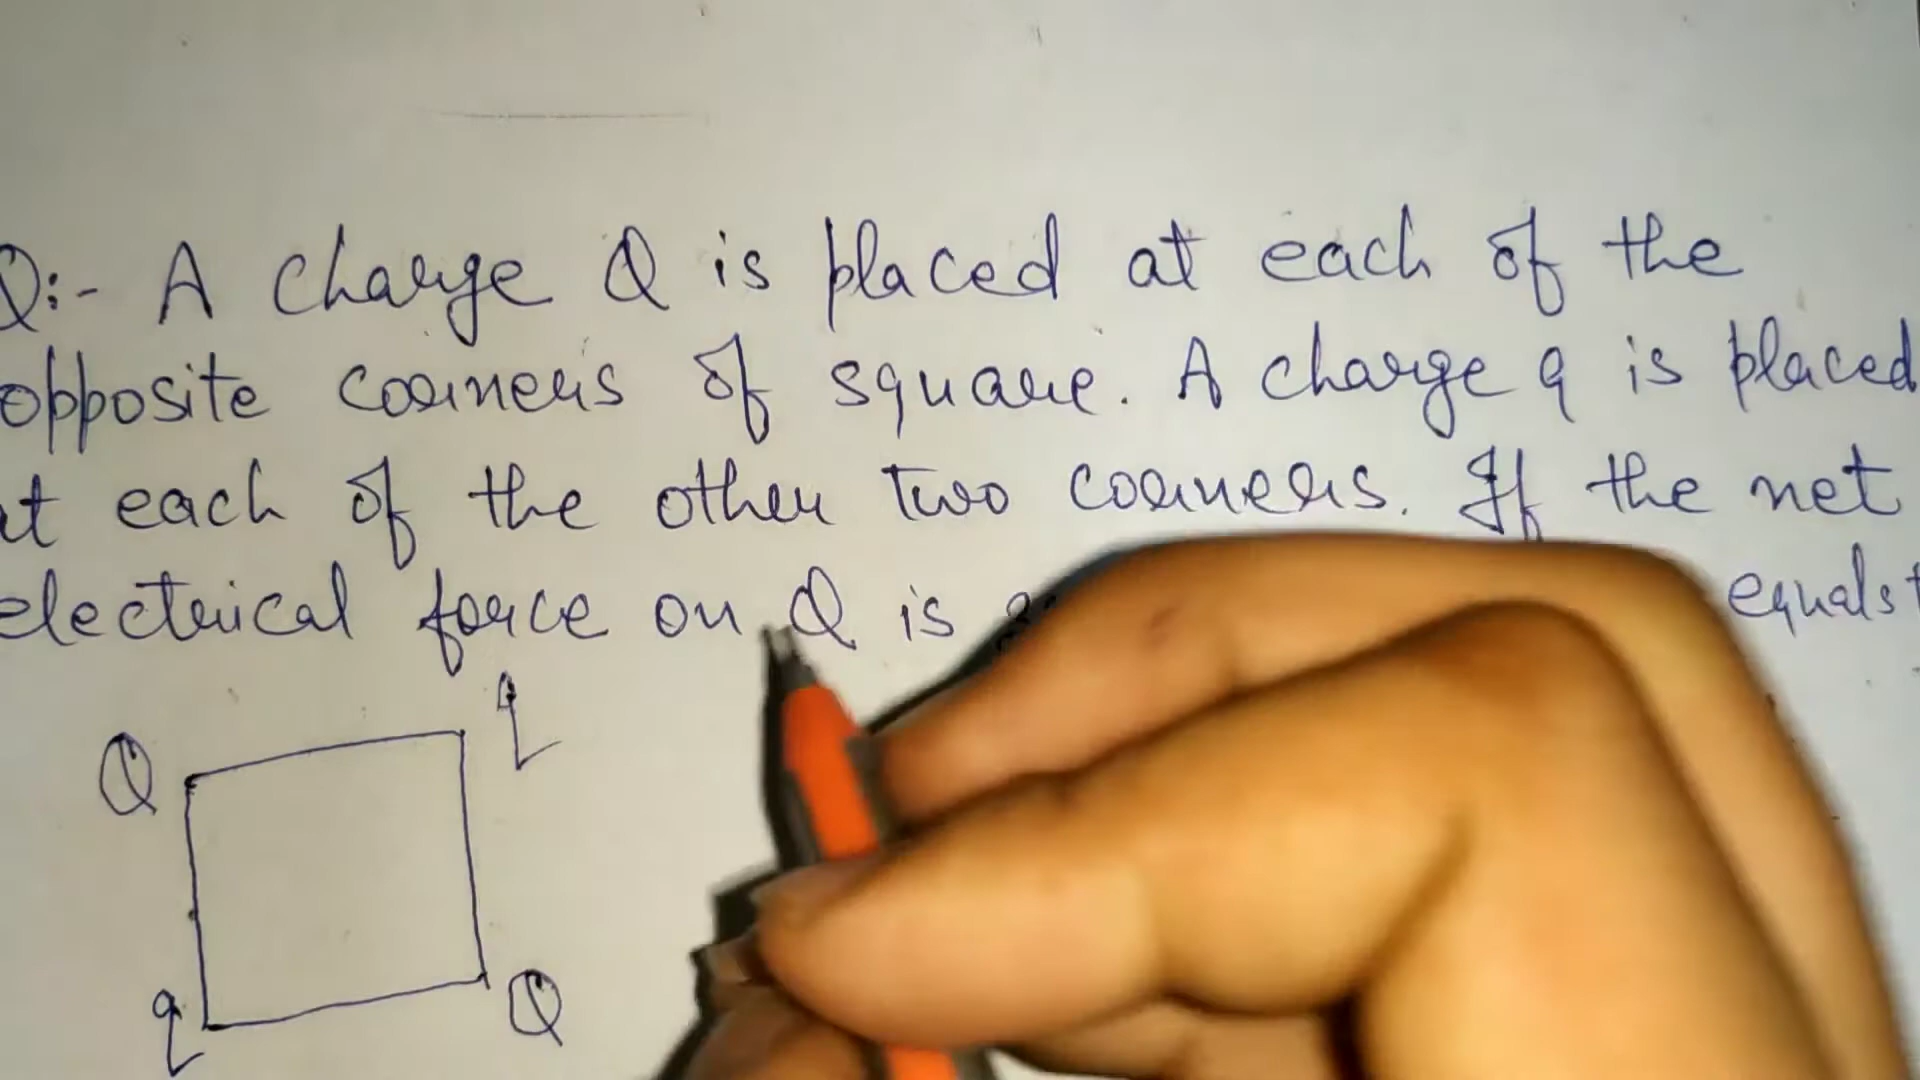 Q:- A charge Q is placed at each of the
opposite corners of square. A charge q is placed
at each of the other two corners. If the net
electrical force on Q is equals
Q q
q Q